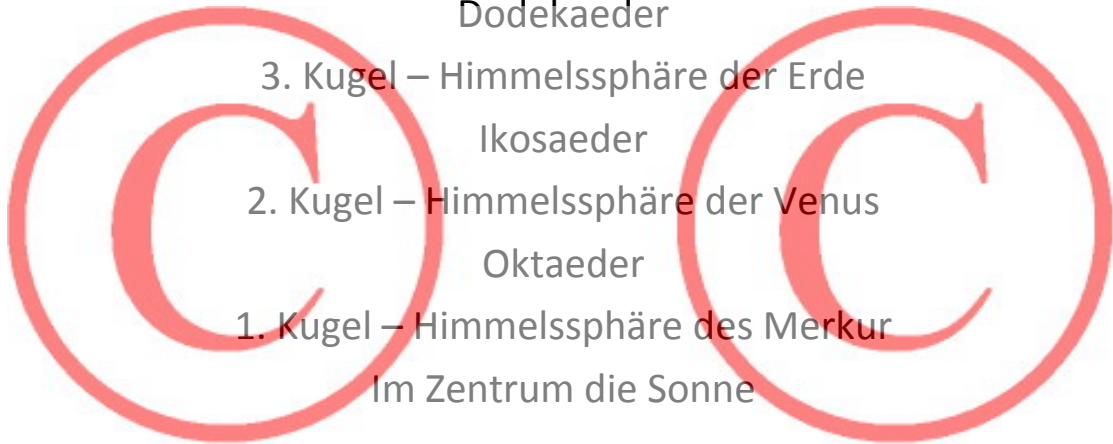 Dodekaeder
3. Kugel – Himmelssphäre der Erde
Ikosaeder
2. Kugel – Himmelssphäre der Venus
Oktaeder
1. Kugel – Himmelssphäre des Merkur
Im Zentrum die Sonne
© ©